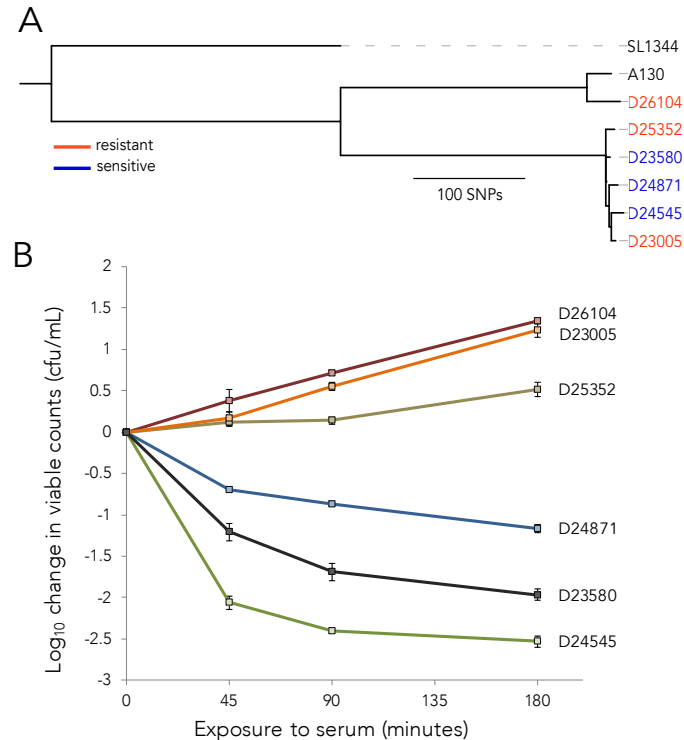 A
SL1344
A130
D26104
D25352
D23580
D24871
D24545
D23005
resistant
sensitive
100 SNPs
B
Log10 change in viable counts (cfu/mL)
2
1.5
1
0.5
0
-0.5
-1
-1.5
-2
-2.5
-3
D26104
D23005
D25352
D24871
D23580
D24545
0 45 90 135 180
Exposure to serum (minutes)